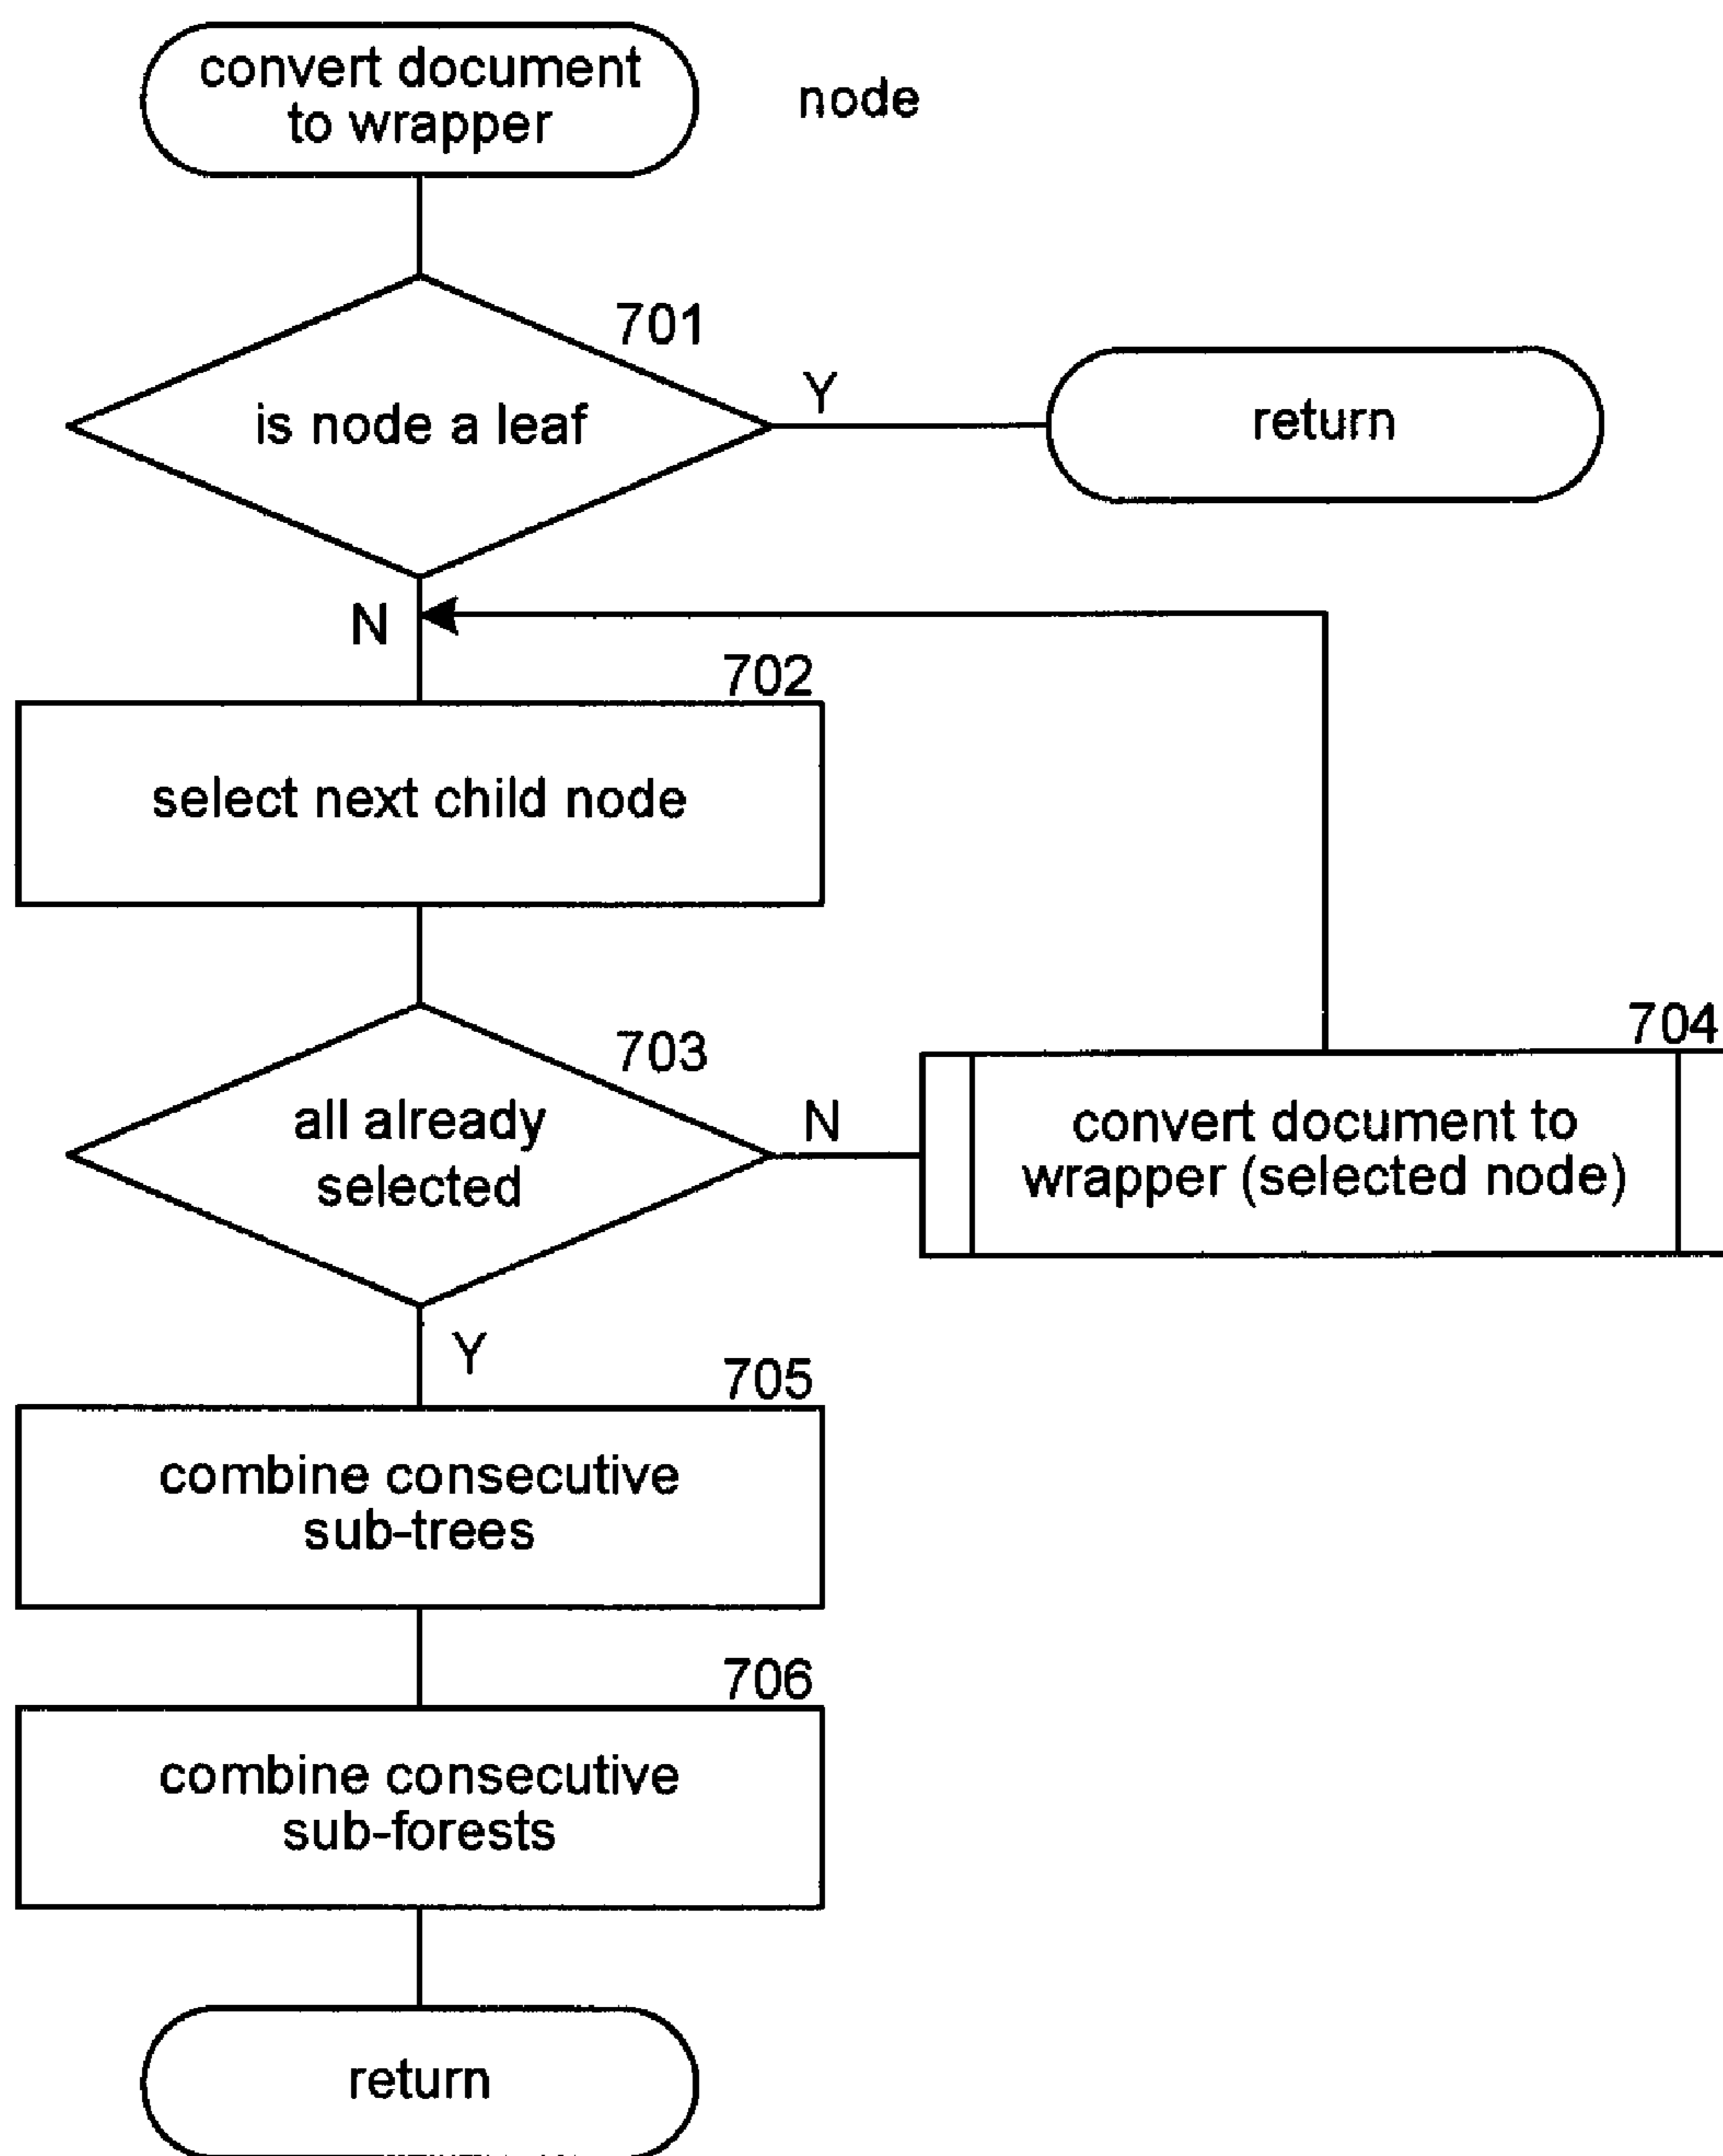 convert document
to wrapper
node
701
is node a leaf
Y
return
N
702
select next child node
703
all already
selected
N
704
convert document to
wrapper (selected node)
Y
705
combine consecutive
sub-trees
706
combine consecutive
sub-forests
return